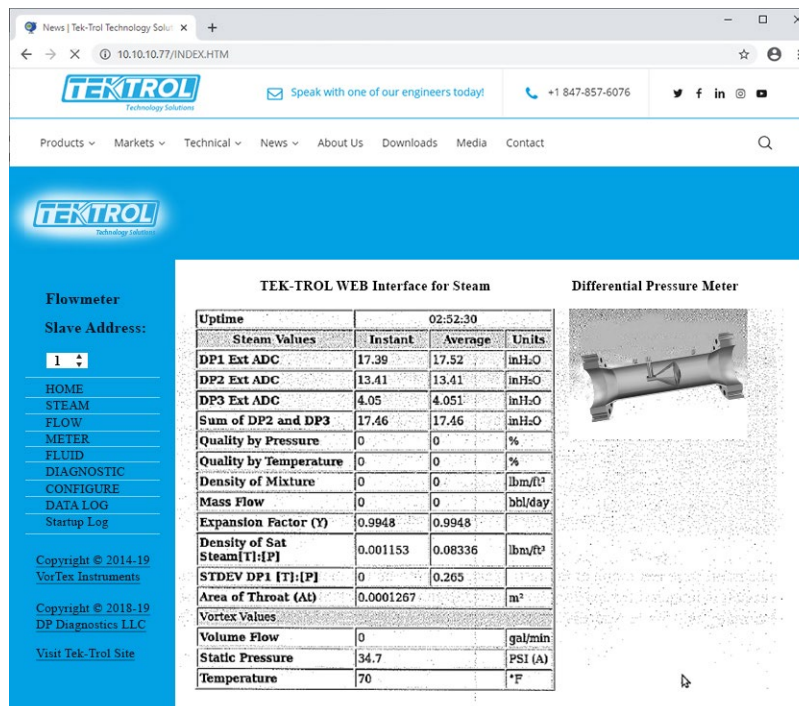 News | Tek-Trol Technology Solu
10.10.10.77/INDEX.HTM
TEKTROL
Technology Solutions
Speak with one of our engineers today!
+1 847-857-6076
Products Markets Technical News About Us Downloads Media Contact
TEKTROL
Technology Solutions
Flowmeter
Slave Address:
1
HOME
STEAM
FLOW
METER
FLUID
DIAGNOSTIC
CONFIGURE
DATA LOG
Startup Log
Copyright © 2014-19
VorTex Instruments
Copyright © 2018-19
DP Diagnostics LLC
Visit Tek-Trol Site
TEK-TROL WEB Interface for Steam
Uptime 02:52:30
Steam Values Instant Average Units
DP1 Ext ADC 17.39 17.52 inH₂O
DP2 Ext ADC 13.41 13.41 inH₂O
DP3 Ext ADC 4.05 4.051 inH₂O
Sum of DP2 and DP3 17.46 17.46 inH₂O
Quality by Pressure 0 0 %
Quality by Temperature 0 0 %
Density of Mixture 0 0 lbm/ft³
Mass Flow 0 0 bbl/day
Expansion Factor (Y) 0.9948 0.9948
Density of Sat
Steam[T]:[P] 0.001153 0.08336 lbm/ft³
STDEV DP1 [T]:[P] 0 0.265
Area of Throat (At) 0.0001267 m²
Vortex Values
Volume Flow 0 gal/min
Static Pressure 34.7 PSI (A)
Temperature 70 °F
Differential Pressure Meter